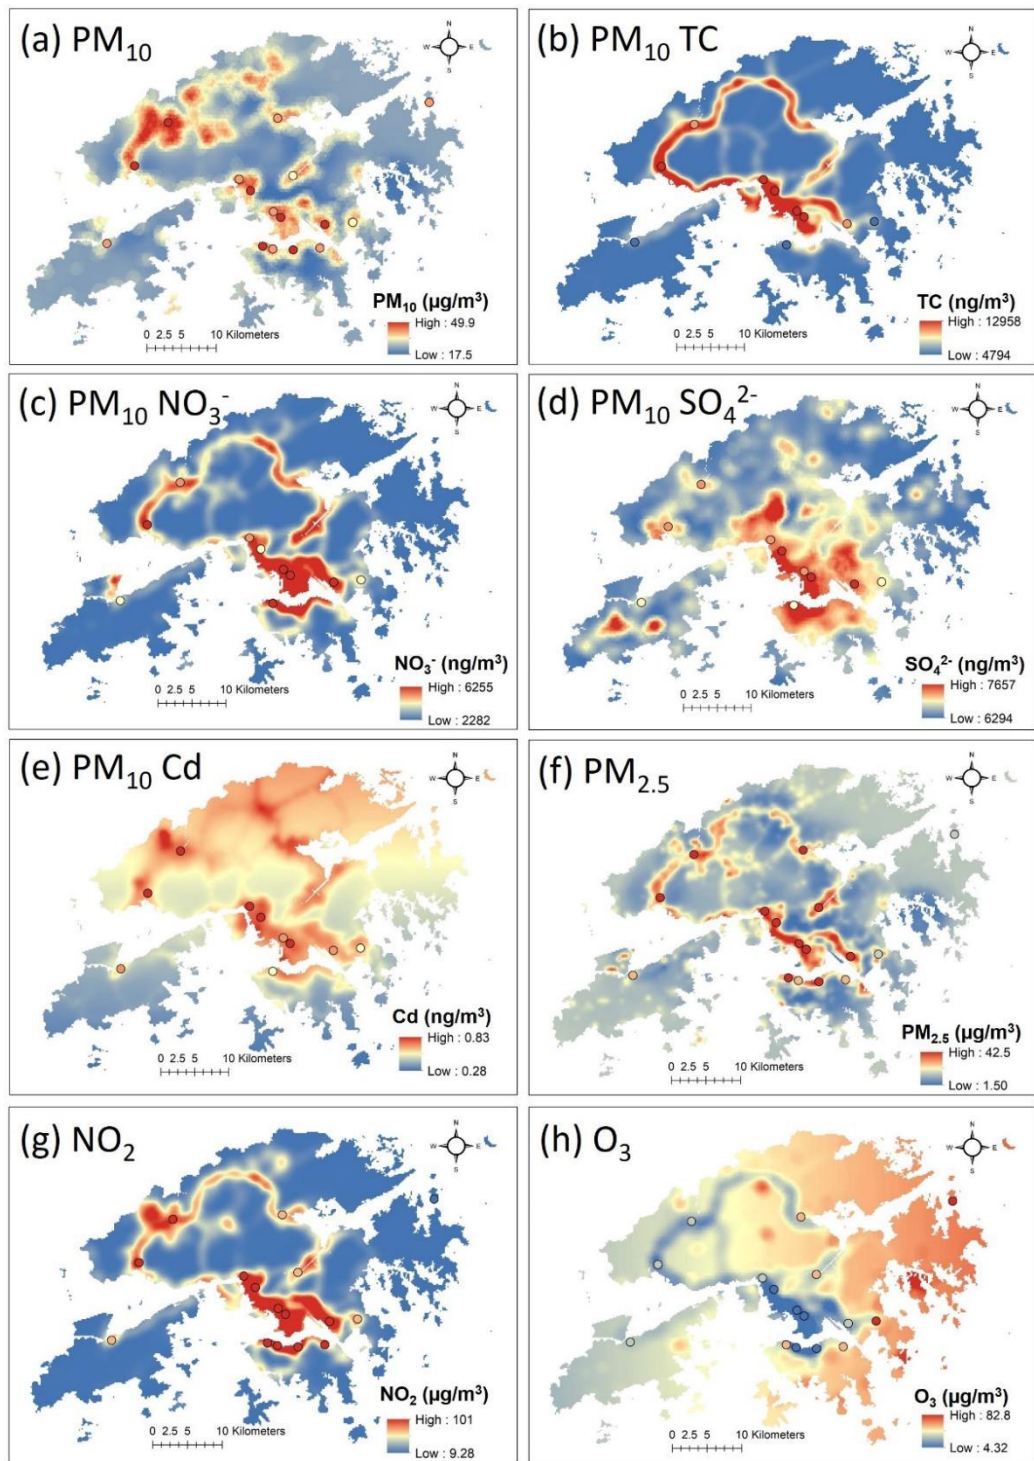 (a) PM₁₀
N
W E
S
PM₁₀ (µg/m³)
High : 49.9
Low : 17.5
0 2.5 5 10 Kilometers
(b) PM₁₀ TC
N
W E
S
TC (ng/m³)
High : 12958
Low : 4794
0 2.5 5 10 Kilometers
(c) PM₁₀ NO₃⁻
N
W E
S
NO₃⁻ (ng/m³)
High : 6255
Low : 2282
0 2.5 5 10 Kilometers
(d) PM₁₀ SO₄²⁻
N
W E
S
SO₄²⁻ (ng/m³)
High : 7657
Low : 6294
0 2.5 5 10 Kilometers
(e) PM₁₀ Cd
N
W E
S
Cd (ng/m³)
High : 0.83
Low : 0.28
0 2.5 5 10 Kilometers
(f) PM₂.₅
N
W E
S
PM₂.₅ (µg/m³)
High : 42.5
Low : 1.50
0 2.5 5 10 Kilometers
(g) NO₂
N
W E
S
NO₂ (µg/m³)
High : 101
Low : 9.28
0 2.5 5 10 Kilometers
(h) O₃
N
W E
S
O₃ (µg/m³)
High : 82.8
Low : 4.32
0 2.5 5 10 Kilometers